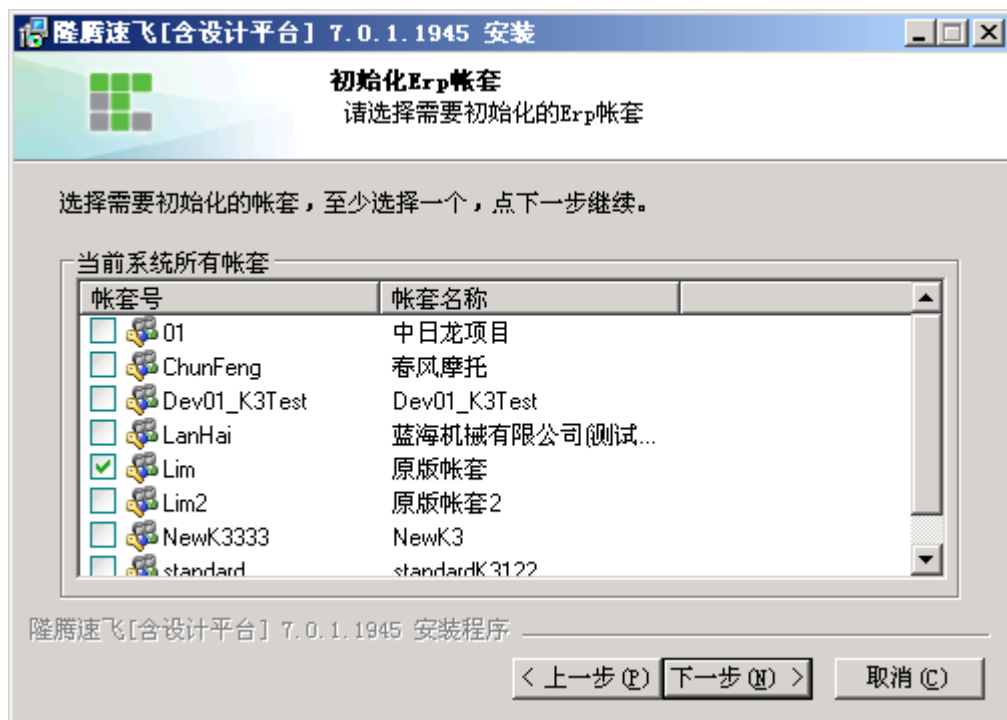 隆腾速飞[含设计平台] 7.0.1.1945 安装
初始化Erp帐套
请选择需要初始化的Erp帐套
选择需要初始化的帐套，至少选择一个，点下一步继续。
当前系统所有帐套
帐套号 帐套名称
01 中日龙项目
ChunFeng 春风摩托
Dev01_K3Test Dev01_K3Test
LanHai 蓝海机械有限公司(测试...
Lim 原版帐套
Lim2 原版帐套2
NewK3333 NewK3
standard standardK3122
隆腾速飞[含设计平台] 7.0.1.1945 安装程序
< 上一步(P) 下一步(N) > 取消(C)